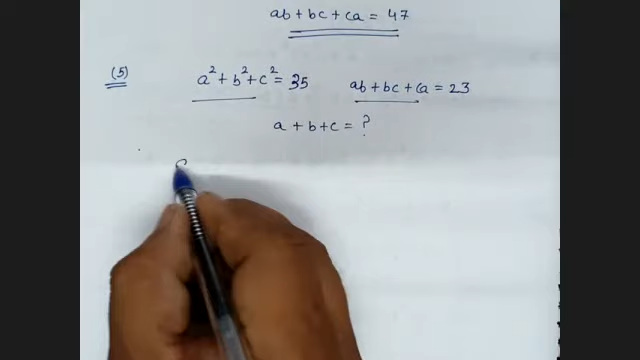 ab + bc + ca = 47
(5) a² + b² + c² = 35 ab + bc + ca = 23
a + b + c = ?